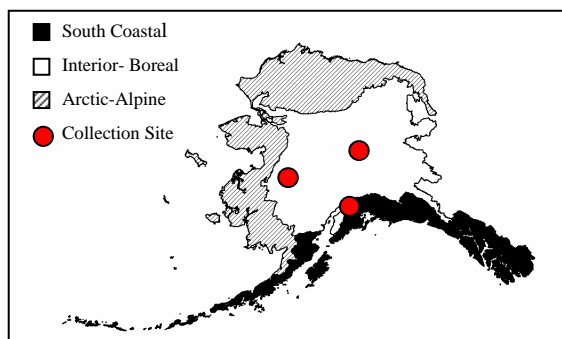 South Coastal
Interior- Boreal
Arctic-Alpine
Collection Site